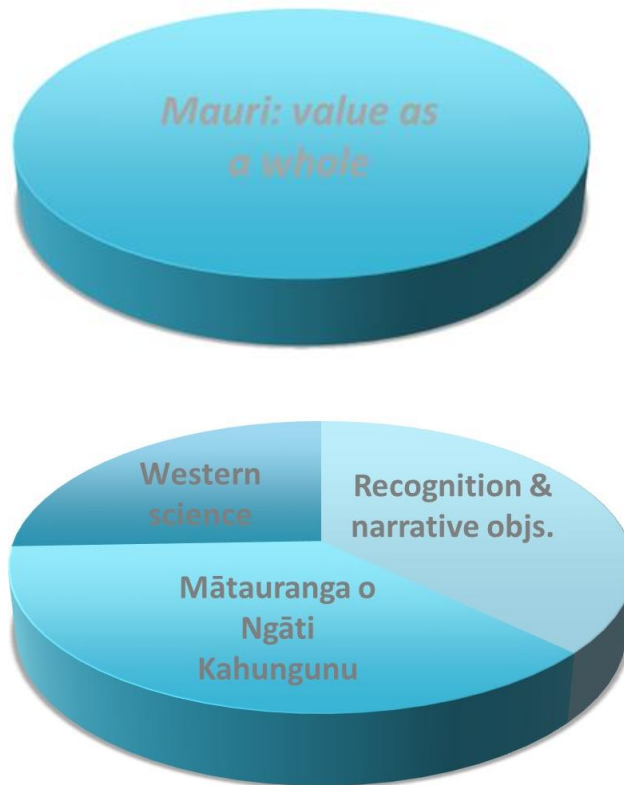 Mauri: value as
a whole
Western
science
Recognition &
narrative objs.
Mātauranga o
Ngāti
Kahungunu